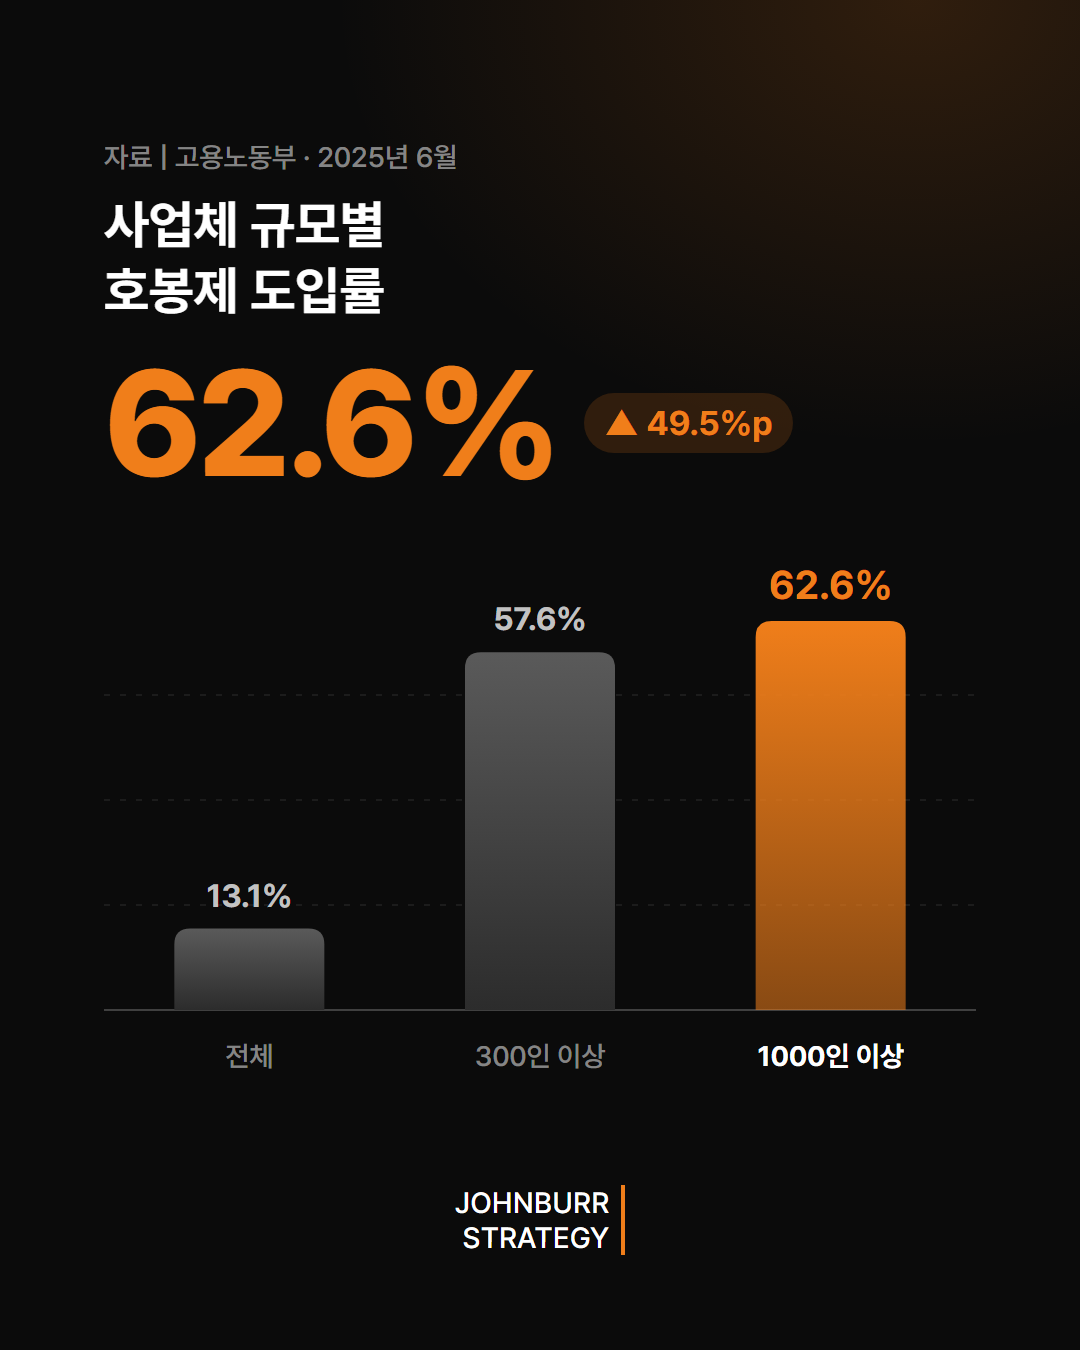 자료 | 고용노동부 · 2025년 6월
사업체 규모별
호봉제 도입률
62.6%
▲ 49.5%p
13.1%
57.6%
62.6%
전체
300인 이상
1000인 이상
JOHNBURR
STRATEGY